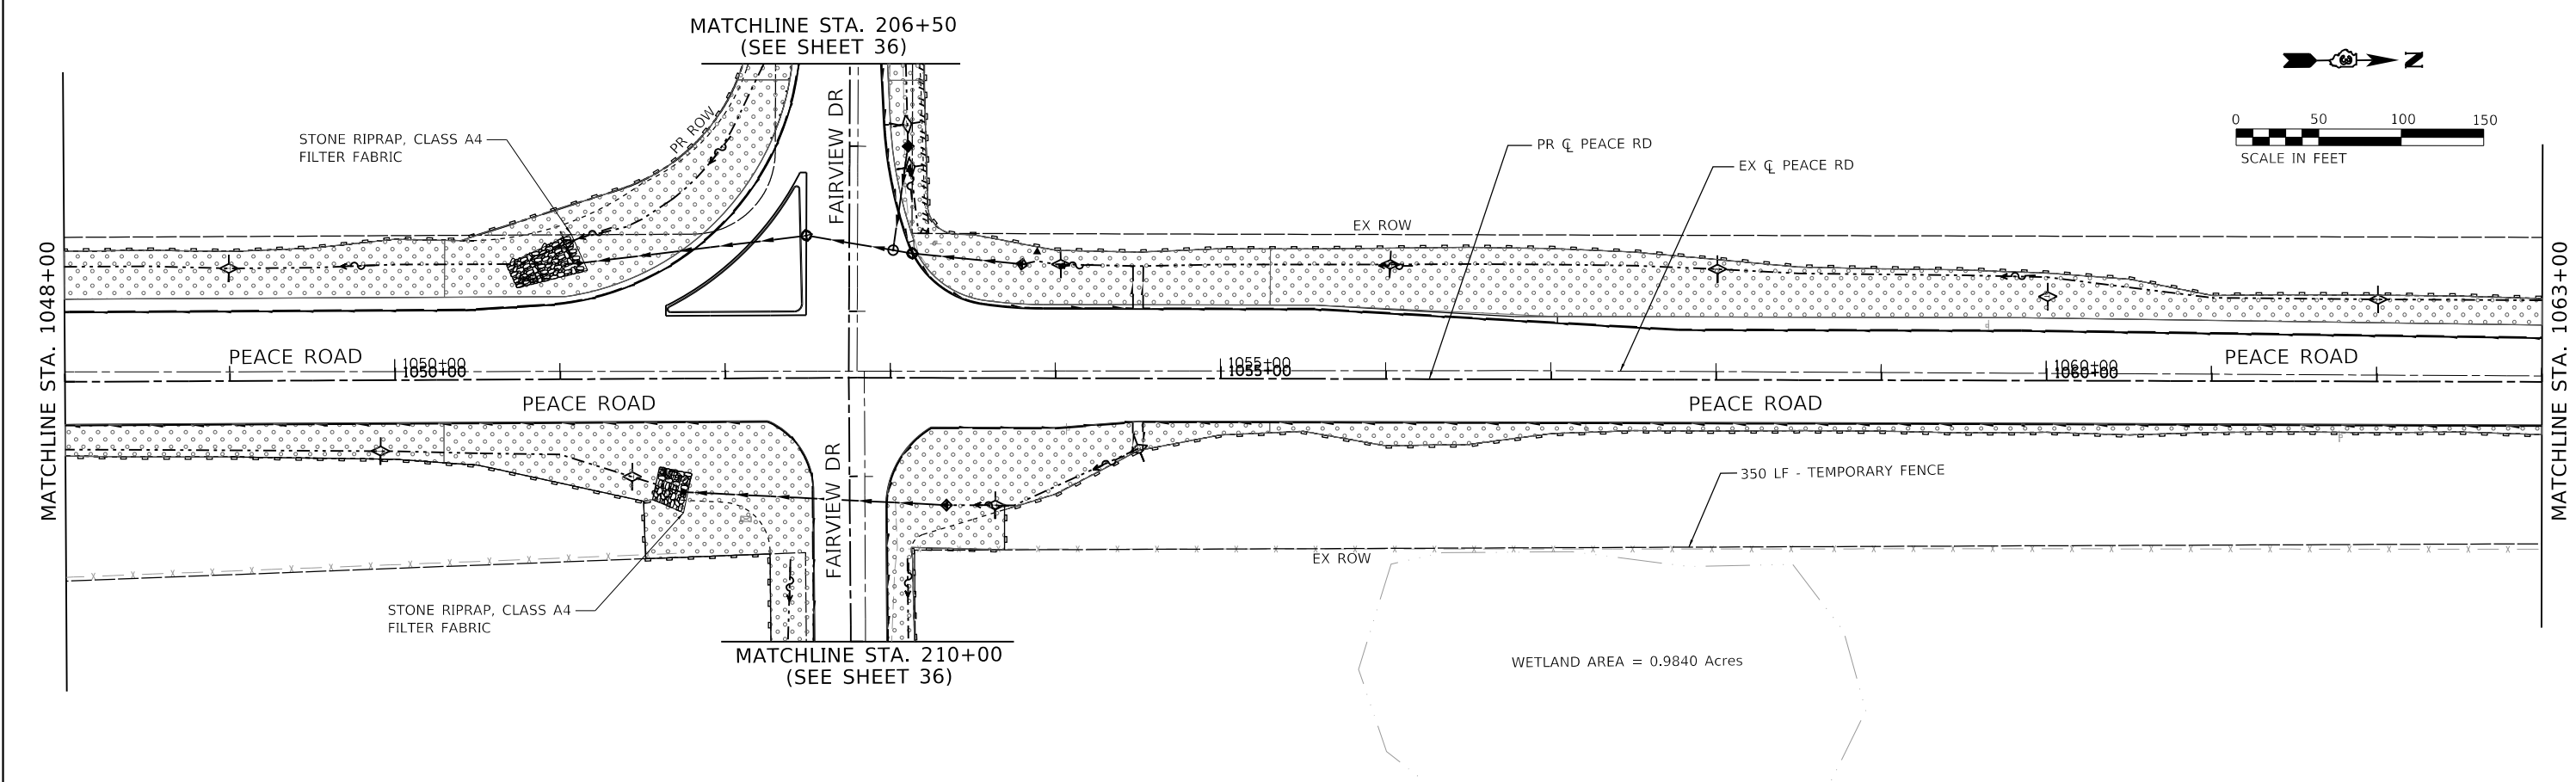 MATCHLINE STA. 206+50
(SEE SHEET 36)
N
0 50 100 150
SCALE IN FEET
STONE RIPRAP, CLASS A4
FILTER FABRIC
PR ROW
FAIRVIEW DR
PR ℄ PEACE RD
EX ℄ PEACE RD
EX ROW
MATCHLINE STA. 1048+00
MATCHLINE STA. 1063+00
PEACE ROAD
1050+00
1050+00
1055+00
1055+00
1060+00
1060+00
PEACE ROAD
PEACE ROAD
PEACE ROAD
FAIRVIEW DR
350 LF - TEMPORARY FENCE
EX ROW
STONE RIPRAP, CLASS A4
FILTER FABRIC
MATCHLINE STA. 210+00
(SEE SHEET 36)
WETLAND AREA = 0.9840 Acres